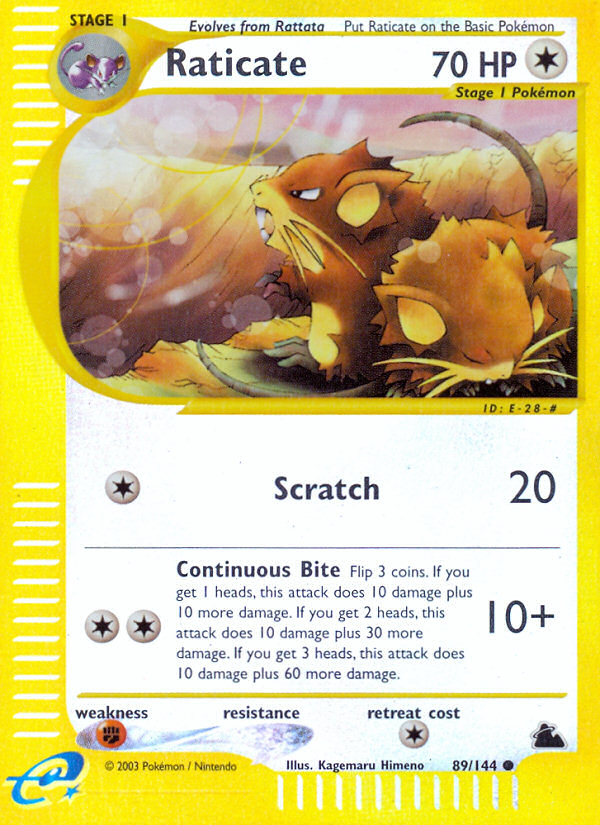 STAGE 1
Evolves from Rattata Put Raticate on the Basic Pokémon
Raticate 70 HP
Stage 1 Pokémon
ID: E-28-#
Scratch 20
Continuous Bite Flip 3 coins. If you
get 1 heads, this attack does 10 damage plus
10 more damage. If you get 2 heads, this
attack does 10 damage plus 30 more
damage. If you get 3 heads, this attack does
10 damage plus 60 more damage.
10+
weakness resistance retreat cost
© 2003 Pokémon / Nintendo Illus. Kagemaru Himeno 89/144
e